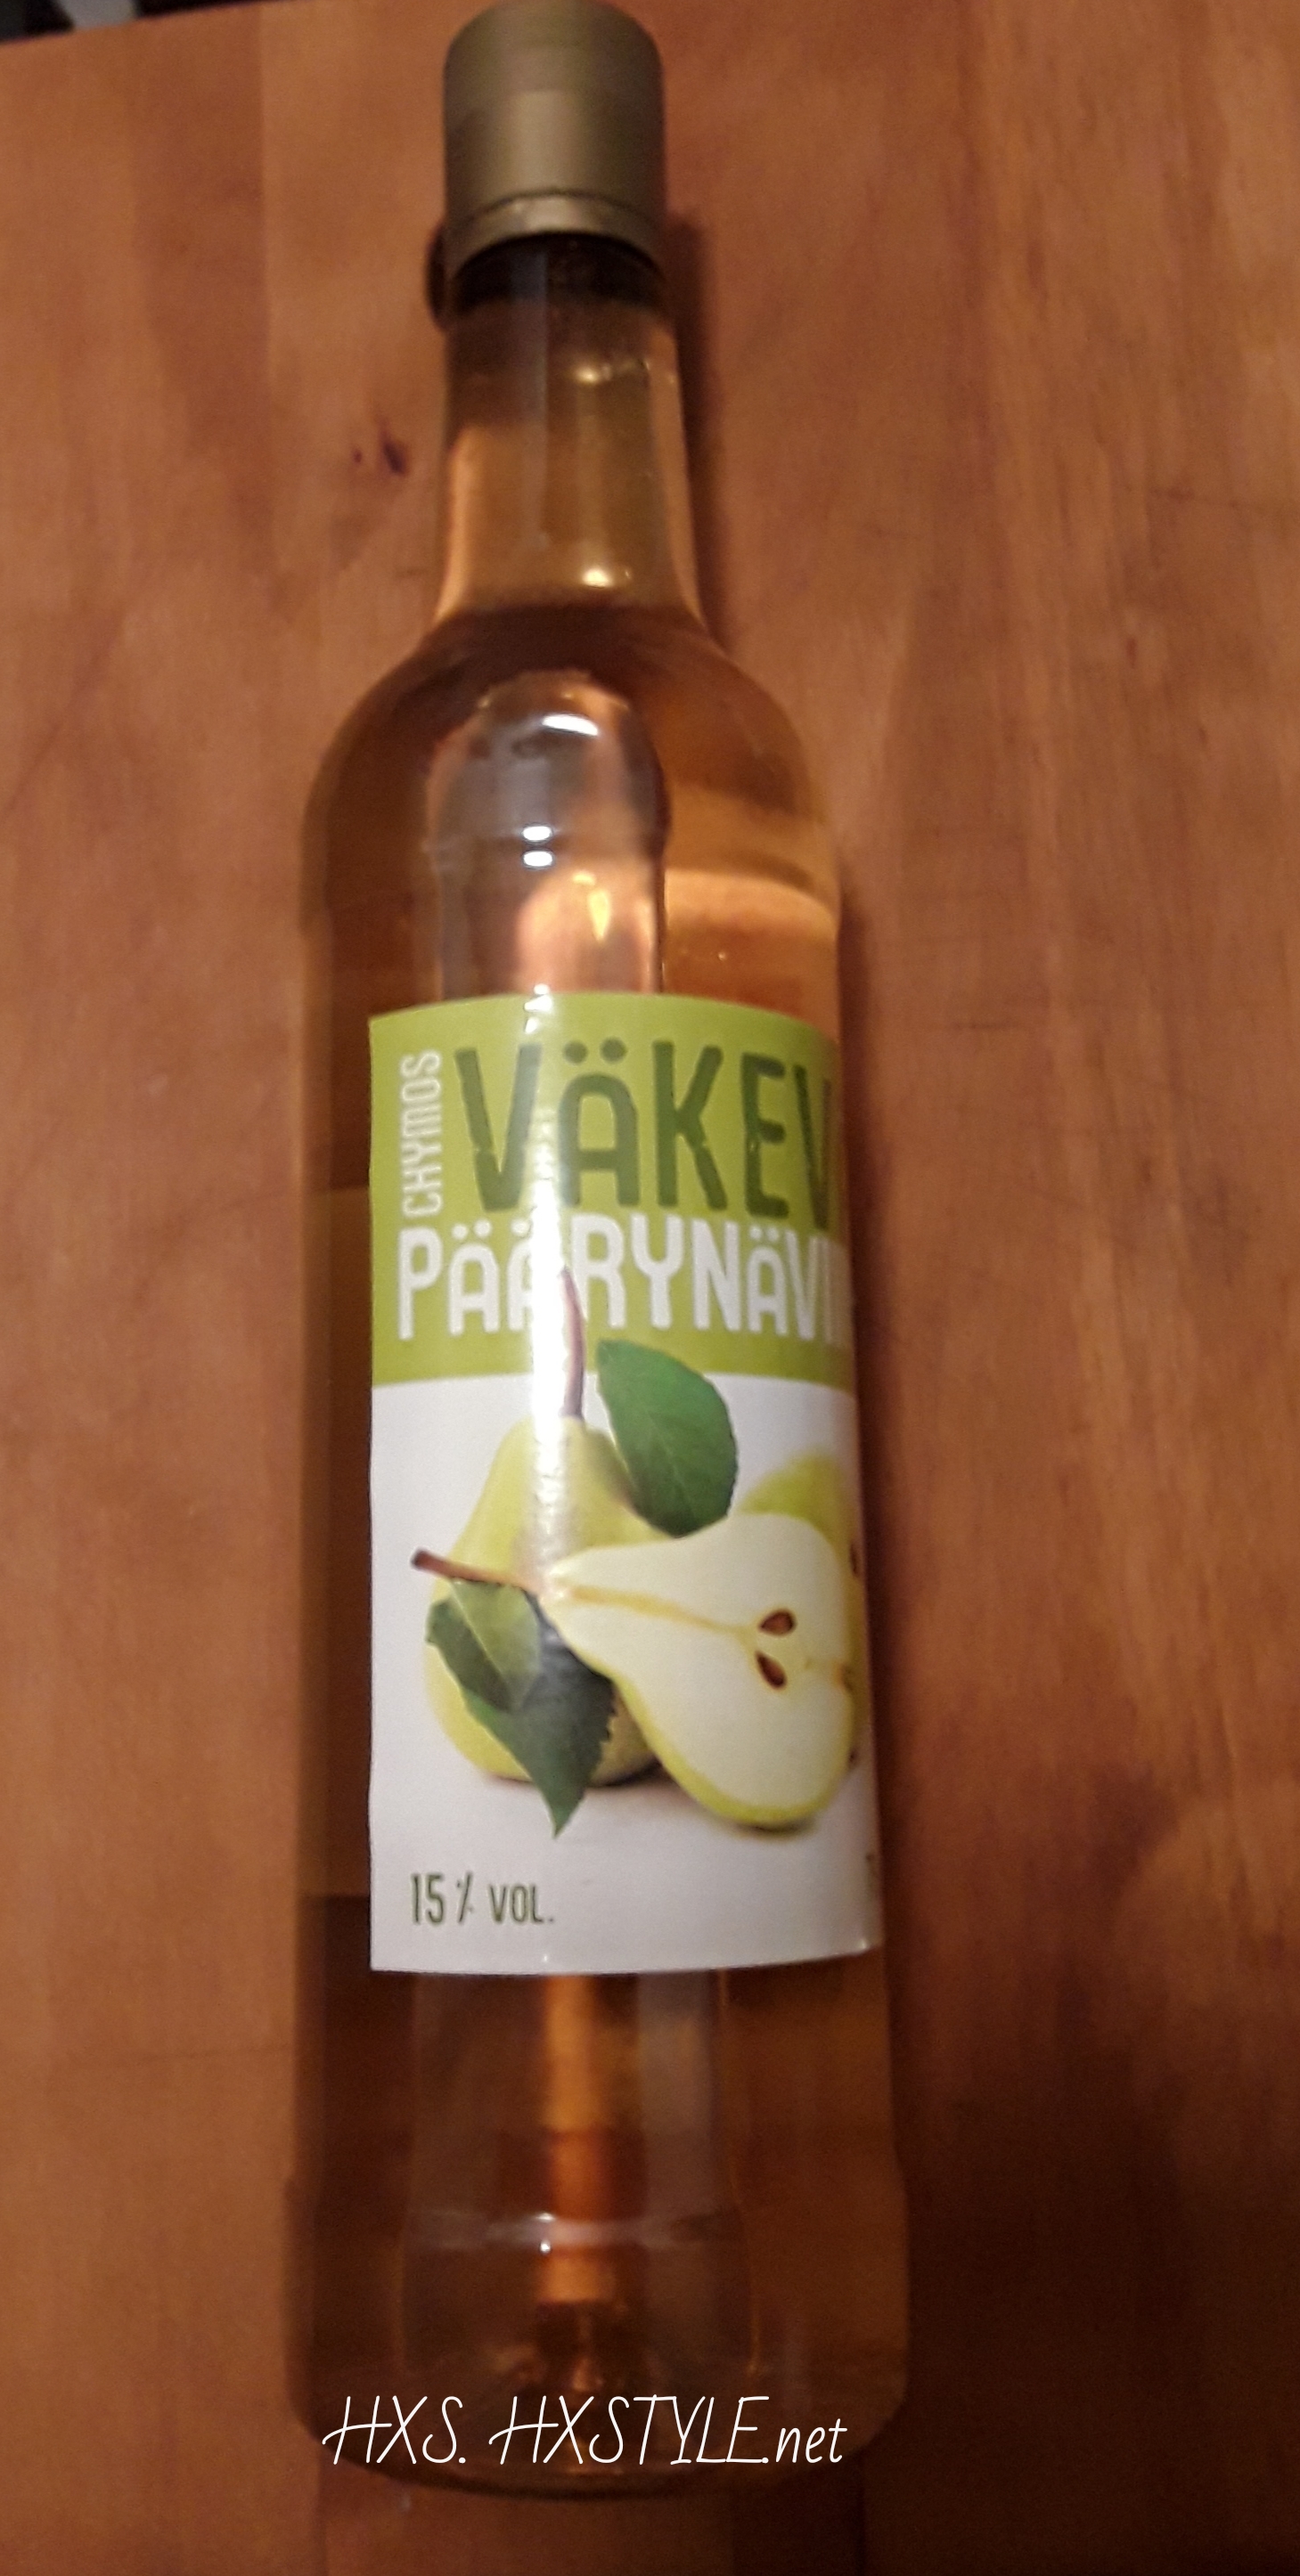 CHYMOS
VÄKEV
PÄÄRYNÄVI
15% VOL.
HXS. HXSTYLE.net